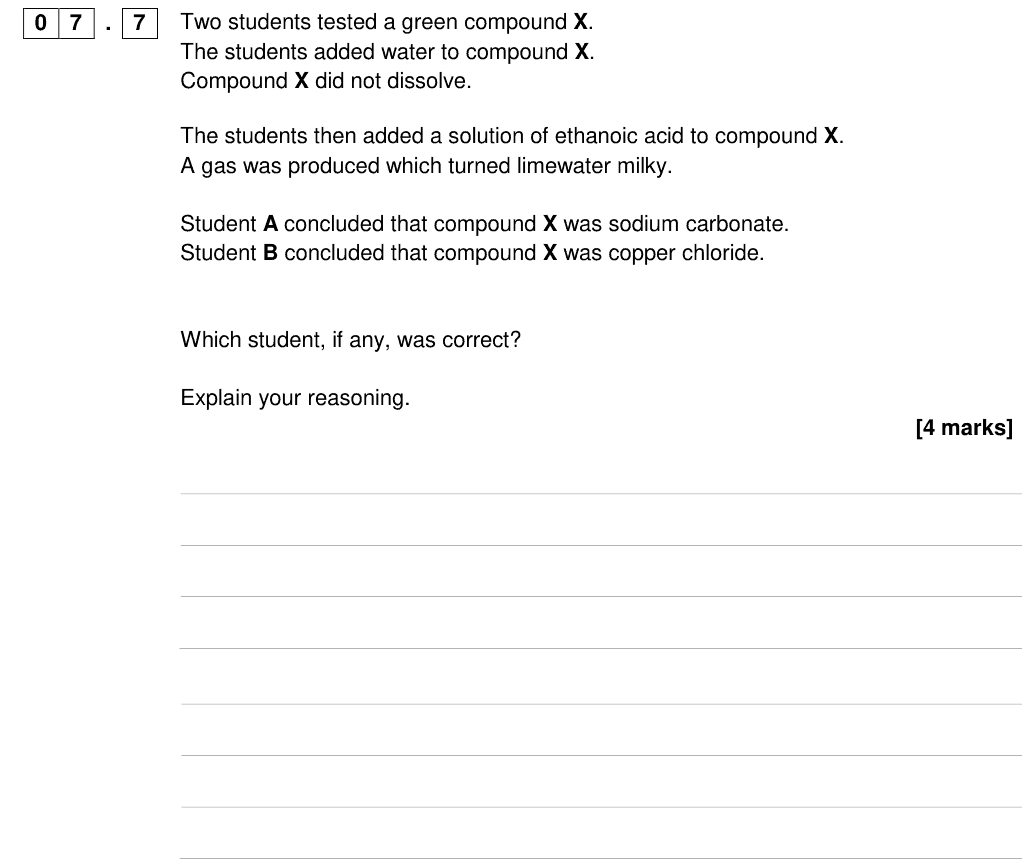 07.7 Two students tested a green compound X.
The students added water to compound X.
Compound X did not dissolve.
The students then added a solution of ethanoic acid to compound X.
A gas was produced which turned limewater milky.
Student A concluded that compound X was sodium carbonate.
Student B concluded that compound X was copper chloride.
Which student, if any, was correct?
Explain your reasoning.
[4 marks]